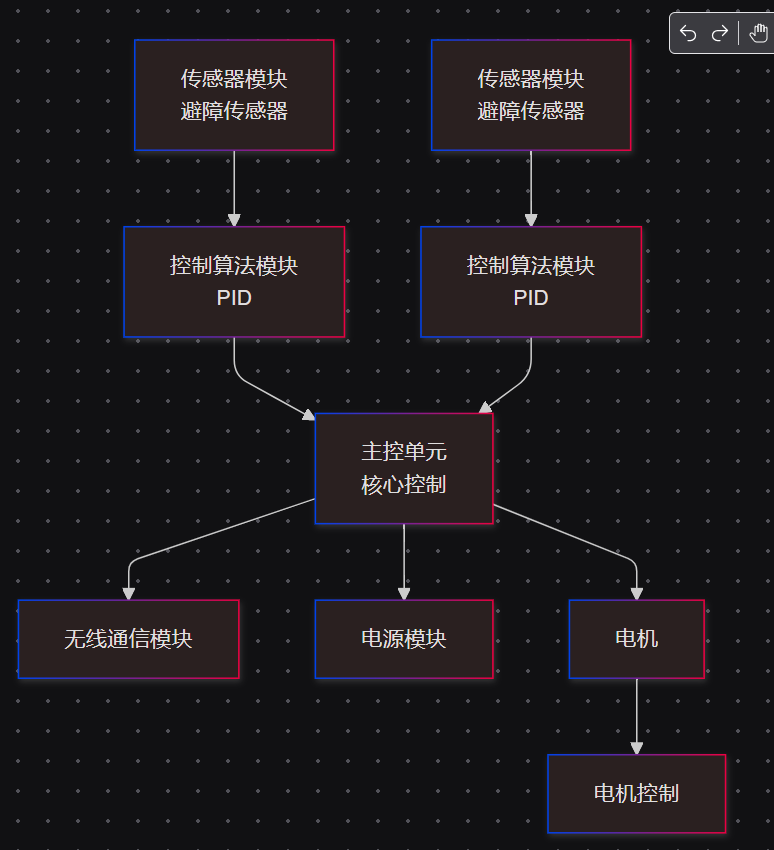 传感器模块
避障传感器
传感器模块
避障传感器
控制算法模块
PID
控制算法模块
PID
主控单元
核心控制
无线通信模块
电源模块
电机
电机控制